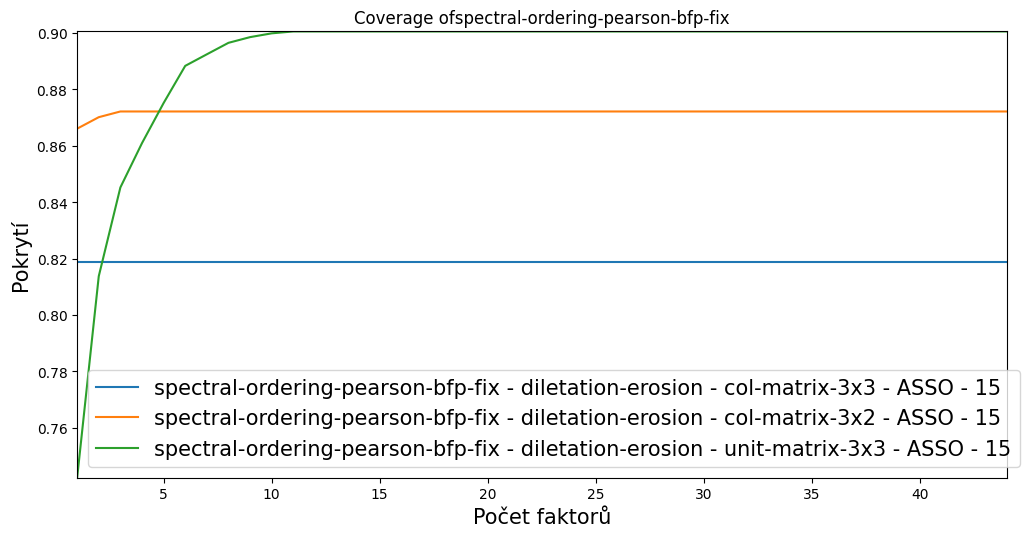 Coverage ofspectral-ordering-pearson-bfp-fix
0.90
0.88
0.86
0.84
0.82
0.80
0.78
0.76
Pokrytí
spectral-ordering-pearson-bfp-fix - diletation-erosion - col-matrix-3x3 - ASSO - 15
spectral-ordering-pearson-bfp-fix - diletation-erosion - col-matrix-3x2 - ASSO - 15
spectral-ordering-pearson-bfp-fix - diletation-erosion - unit-matrix-3x3 - ASSO - 15
5 10 15 20 25 30 35 40
Počet faktorů